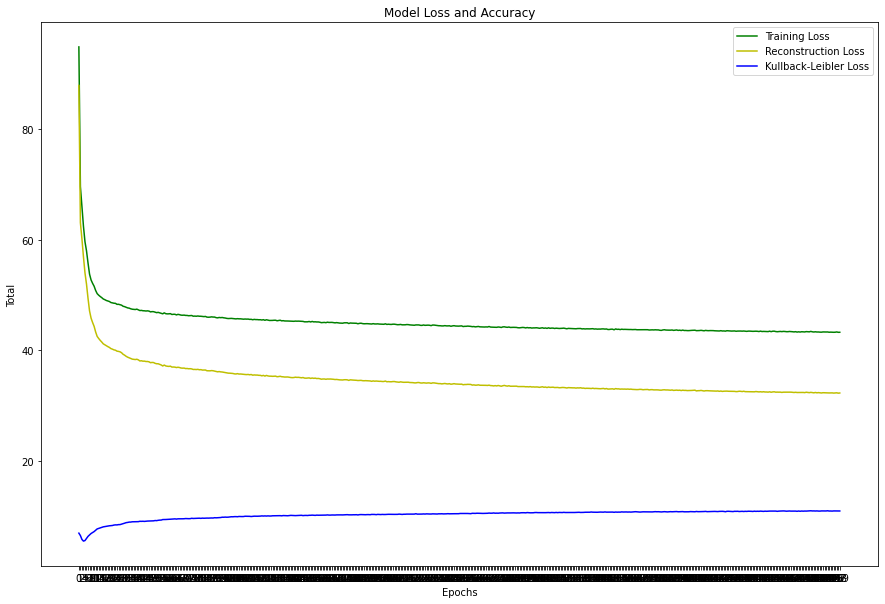 Model Loss and Accuracy
Training Loss
Reconstruction Loss
Kullback-Leibler Loss
80
60
40
20
Total
Epochs